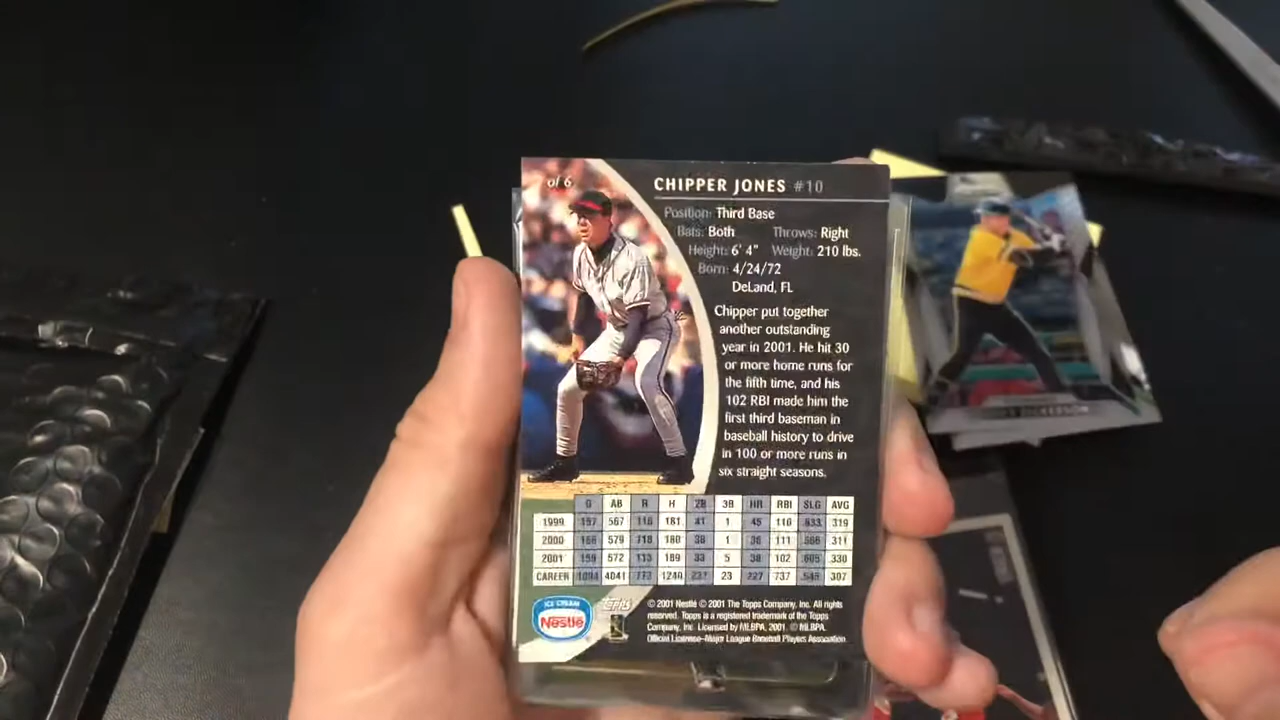 of 6
CHIPPER JONES #10
Position: Third Base
Bats: Both Throws: Right
Height: 6' 4" Weight: 210 lbs.
Born: 4/24/72
DeLand, FL
Chipper put together
another outstanding
year in 2001. He hit 30
or more home runs for
the fifth time, and his
102 RBI made him the
first third baseman in
baseball history to drive
in 100 or more runs in
six straight seasons.
G AB R H 2B 3B HR RBI SLG AVG
1999 157 567 116 181 41 1 45 110 .633 .319
2000 579 118 180 38 1 36 111 .566 .311
2001 159 572 113 189 33 5 38 102 .605 .330
CAREER 4041 773 1240 23 227 737 .545 .307
ICE CREAM
Nestlé
Topps
© 2001 Nestlé © 2001 The Topps Company, Inc. All rights
reserved. Topps is a registered trademark of the Topps
Company, Inc. Licensed by MLBPA, 2001. © MLBPA.
Official Licensee–Major League Baseball Players Association
DICKERSON